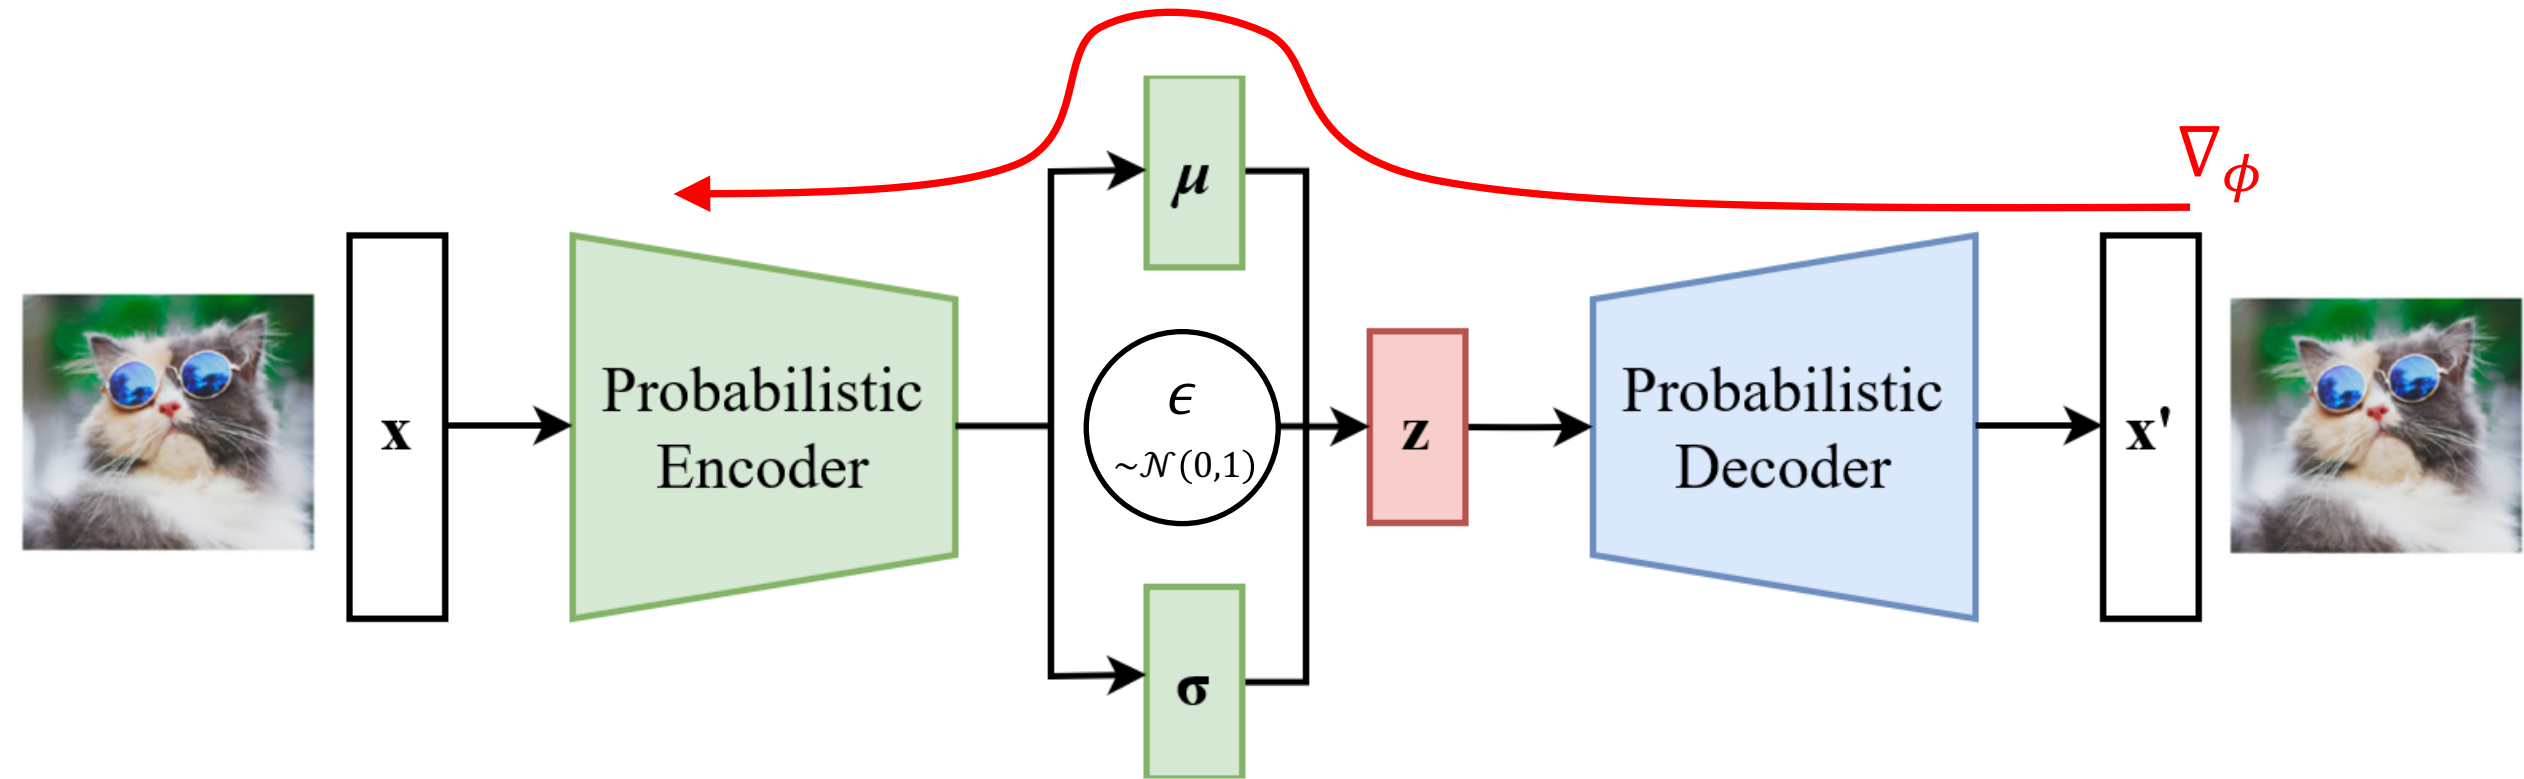 ∇ϕ
μ
x
Probabilistic
Encoder
ϵ
~𝒩(0,1)
z
Probabilistic
Decoder
x'
σ